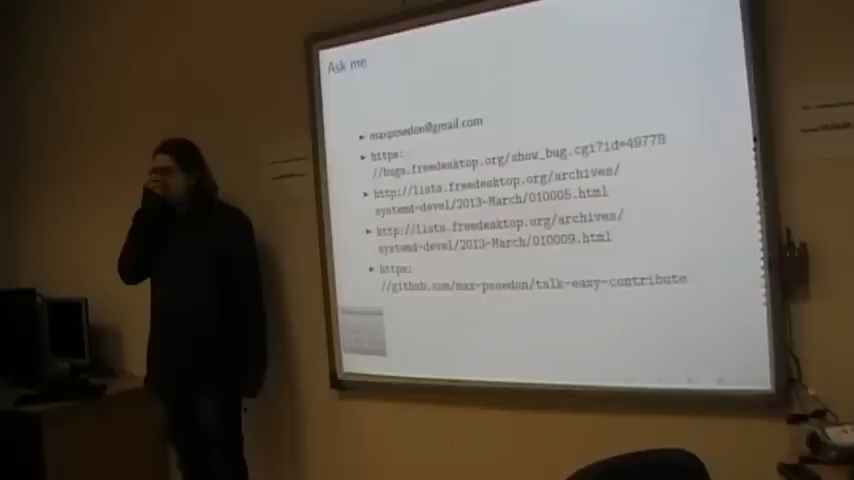 Ask me
▸ maxposedon@gmail.com
▸ https:
//bugs.freedesktop.org/show_bug.cgi?id=49778
▸ http://lists.freedesktop.org/archives/
systemd-devel/2013-March/010005.html
▸ http://lists.freedesktop.org/archives/
systemd-devel/2013-March/010009.html
▸ https:
//github.com/max-posedon/talk-easy-contribute